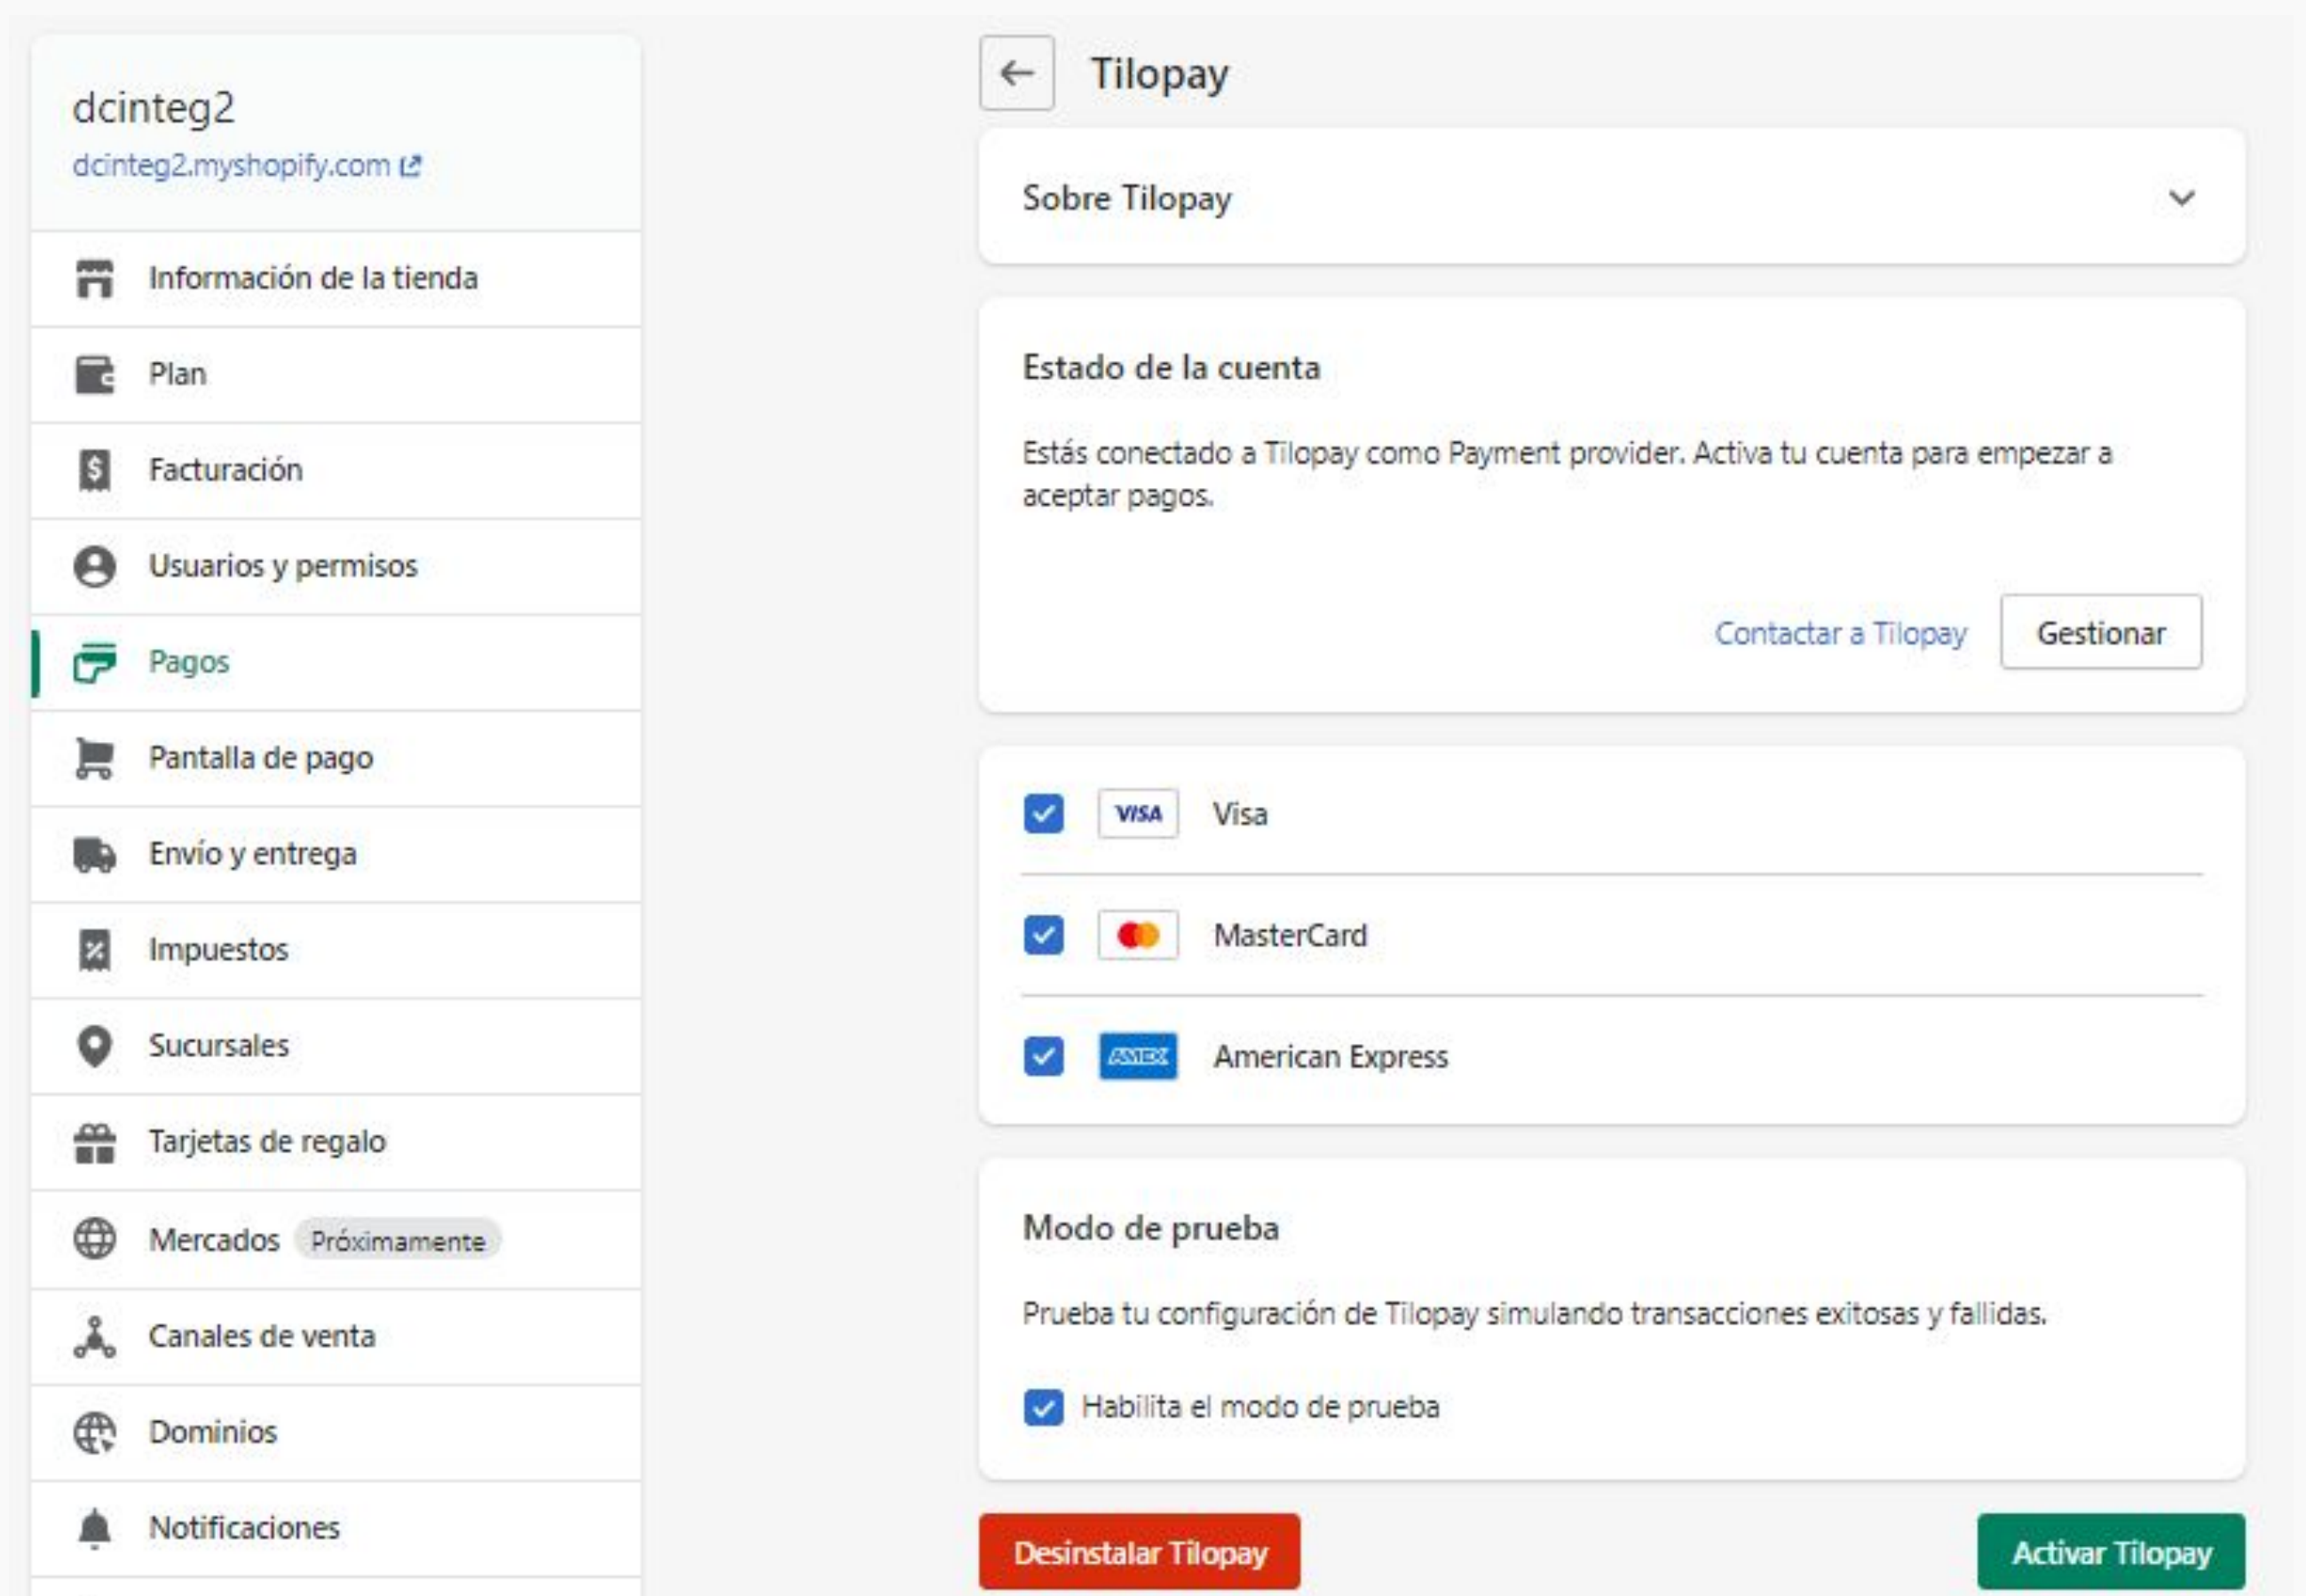 dcinteg2
dcinteg2.myshopify.com
Información de la tienda
Plan
Facturación
Usuarios y permisos
Pagos
Pantalla de pago
Envío y entrega
Impuestos
Sucursales
Tarjetas de regalo
Mercados Próximamente
Canales de venta
Dominios
Notificaciones
Tilopay
Sobre Tilopay
Estado de la cuenta
Estás conectado a Tilopay como Payment provider. Activa tu cuenta para empezar a
aceptar pagos.
Contactar a Tilopay Gestionar
VISA Visa
MasterCard
AMEX American Express
Modo de prueba
Prueba tu configuración de Tilopay simulando transacciones exitosas y fallidas.
Habilita el modo de prueba
Desinstalar Tilopay Activar Tilopay